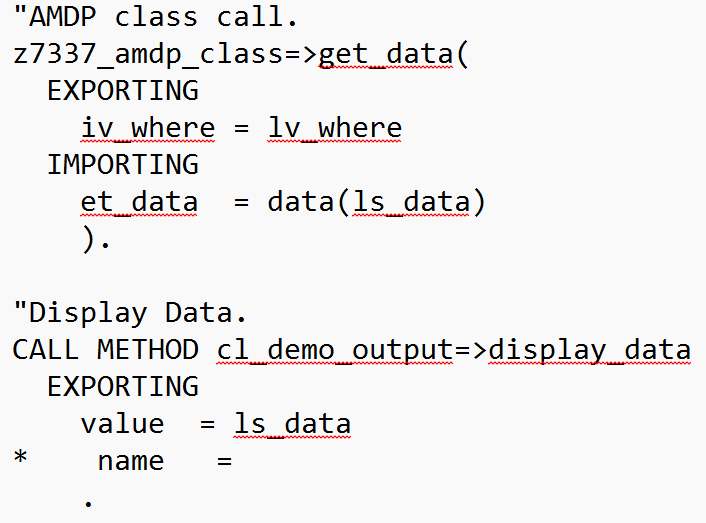 "AMDP class call.
z7337_amdp_class=>get_data(
  EXPORTING
    iv_where = lv_where
  IMPORTING
    et_data  = data(ls_data)
    ).

"Display Data.
CALL METHOD cl_demo_output=>display_data
  EXPORTING
    value  = ls_data
*    name   =
    .